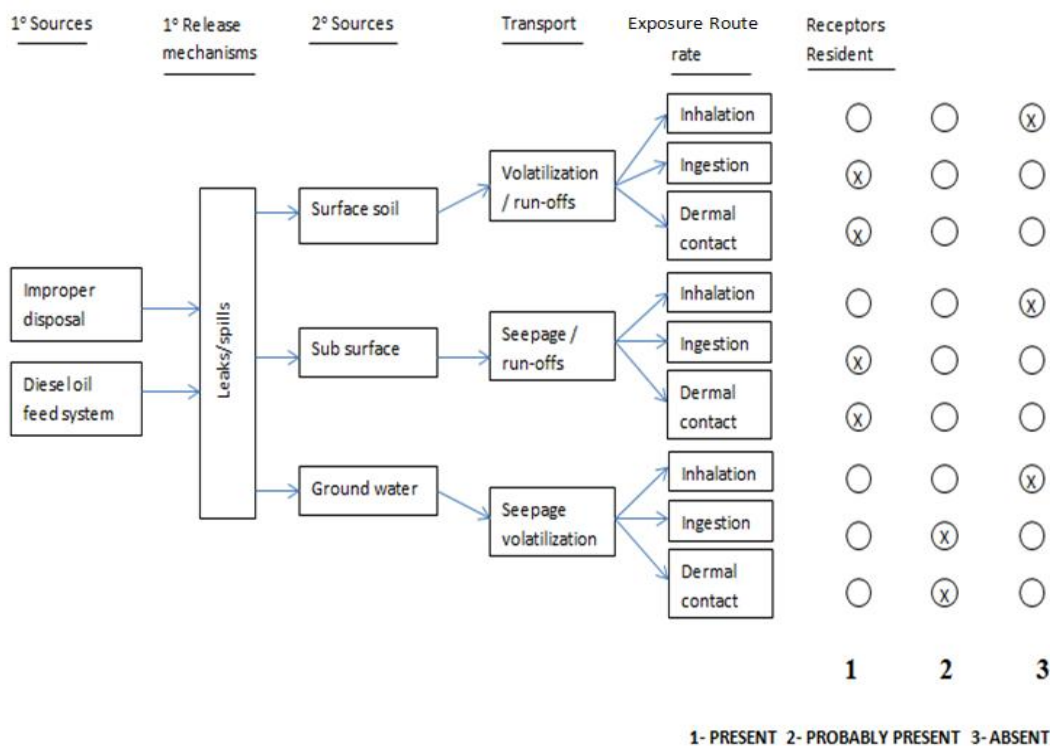 1° Sources
1° Release
mechanisms
2° Sources
Transport
Exposure Route
rate
Receptors
Resident
Improper
disposal
Diesel oil
feed system
Leaks/spills
Surface soil
Sub surface
Ground water
Volatilization
/ run-offs
Seepage /
run-offs
Seepage
volatilization
Inhalation
Ingestion
Dermal
contact
Inhalation
Ingestion
Dermal
contact
Inhalation
Ingestion
Dermal
contact
X
X
X
X
X
X
X
X
X
1 2 3
1- PRESENT 2- PROBABLY PRESENT 3- ABSENT